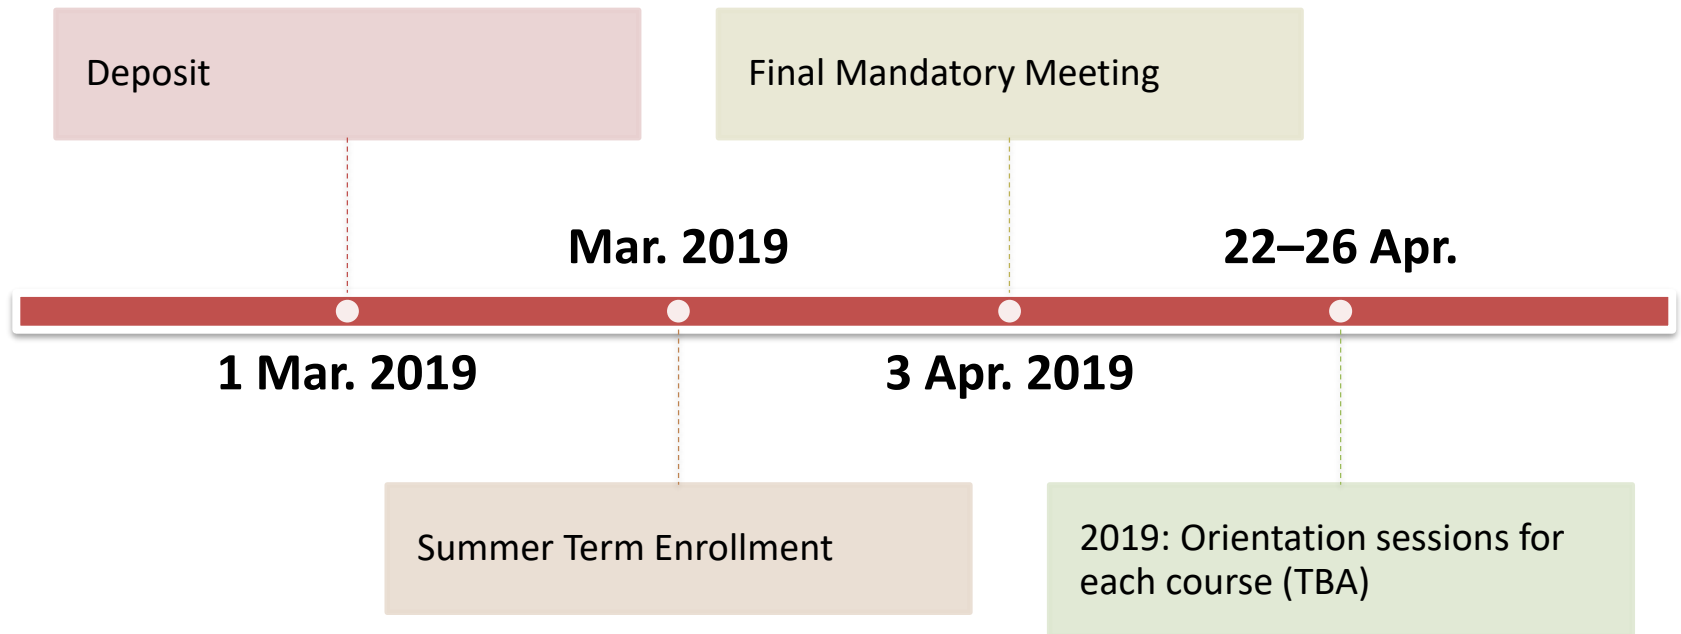 Deposit
Final Mandatory Meeting
Mar. 2019
22–26 Apr.
1 Mar. 2019
3 Apr. 2019
Summer Term Enrollment
2019: Orientation sessions for
each course (TBA)